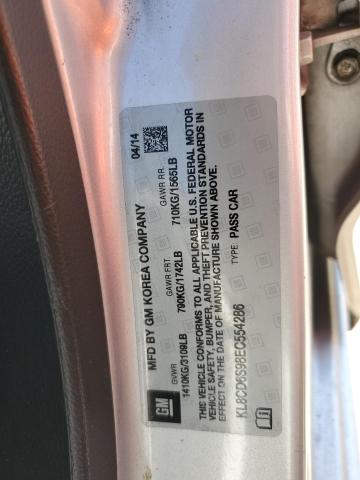 GM
MFD BY GM KOREA COMPANY 04/14
GVWR GAWR FRT. GAWR RR.
1410KG/3109LB 790KG/1742LB 710KG/1565LB
THIS VEHICLE CONFORMS TO ALL APPLICABLE U.S. FEDERAL MOTOR
VEHICLE SAFETY, BUMPER, AND THEFT PREVENTION STANDARDS IN
EFFECT ON THE DATE OF MANUFACTURE SHOWN ABOVE.
TYPE: PASS CAR
KL8CD6S98EC554286